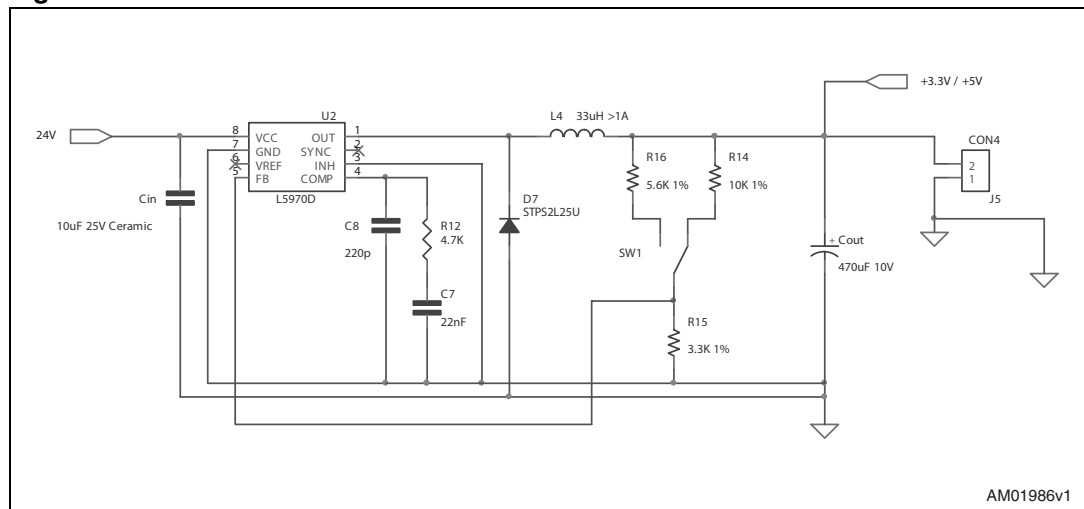 +3.3V / +5V
24V
U2
8 VCC OUT 1
7 GND SYNC 2
6 VREF INH 3
5 FB COMP 4
L5970D
L4 33uH >1A
CON4
2
1
J5
R16
5.6K 1%
R14
10K 1%
Cin
10uF 25V Ceramic
D7
STPS2L25U
C8
220p
R12
4.7K
SW1
+ Cout
470uF 10V
C7
22nF
R15
3.3K 1%
AM01986v1